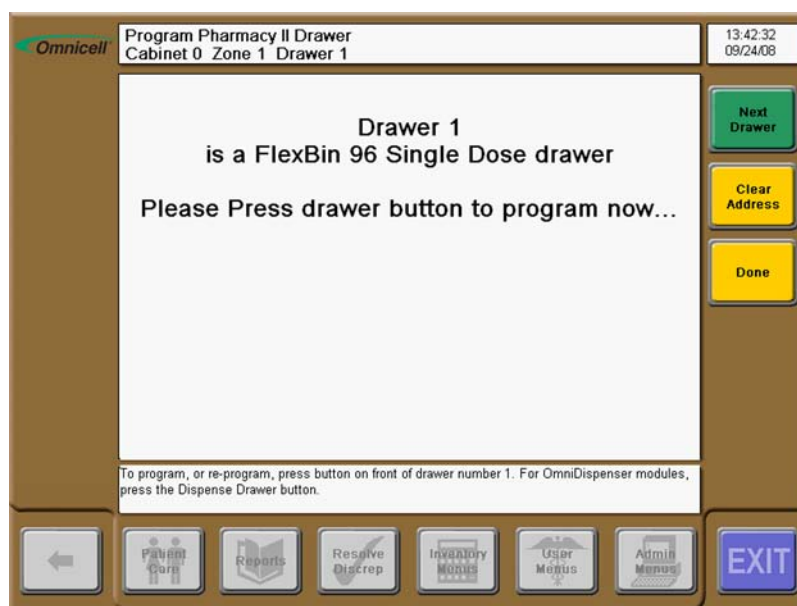 Omnicell
Program Pharmacy II Drawer
Cabinet 0 Zone 1 Drawer 1
13:42:32
09/24/08
Drawer 1
is a FlexBin 96 Single Dose drawer
Please Press drawer button to program now...
Next
Drawer
Clear
Address
Done
To program, or re-program, press button on front of drawer number 1. For OmniDispenser modules,
press the Dispense Drawer button.
Patient
Care
Reports
Resolve
Discrep
Inventory
Menus
User
Menus
Admin
Menus
EXIT